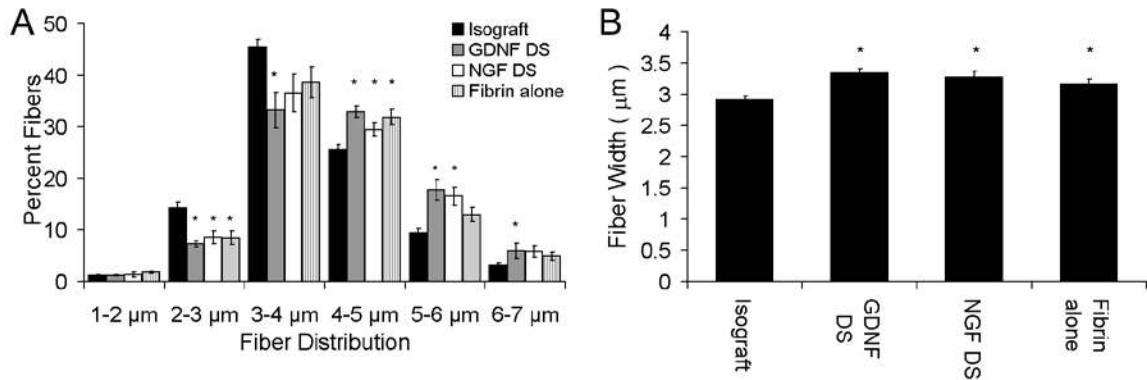 A
Percent Fibers
50
40
30
20
10
0
Isograft
GDNF DS
NGF DS
Fibrin alone
*
* * *
* * *
* *
*
1-2 µm 2-3 µm 3-4 µm 4-5 µm 5-6 µm 6-7 µm
Fiber Distribution
B
Fiber Width ( µm )
4
3.5
3
2.5
2
1.5
1
0.5
0
* * *
Isograft
GDNF
DS
NGF DS
Fibrin
alone